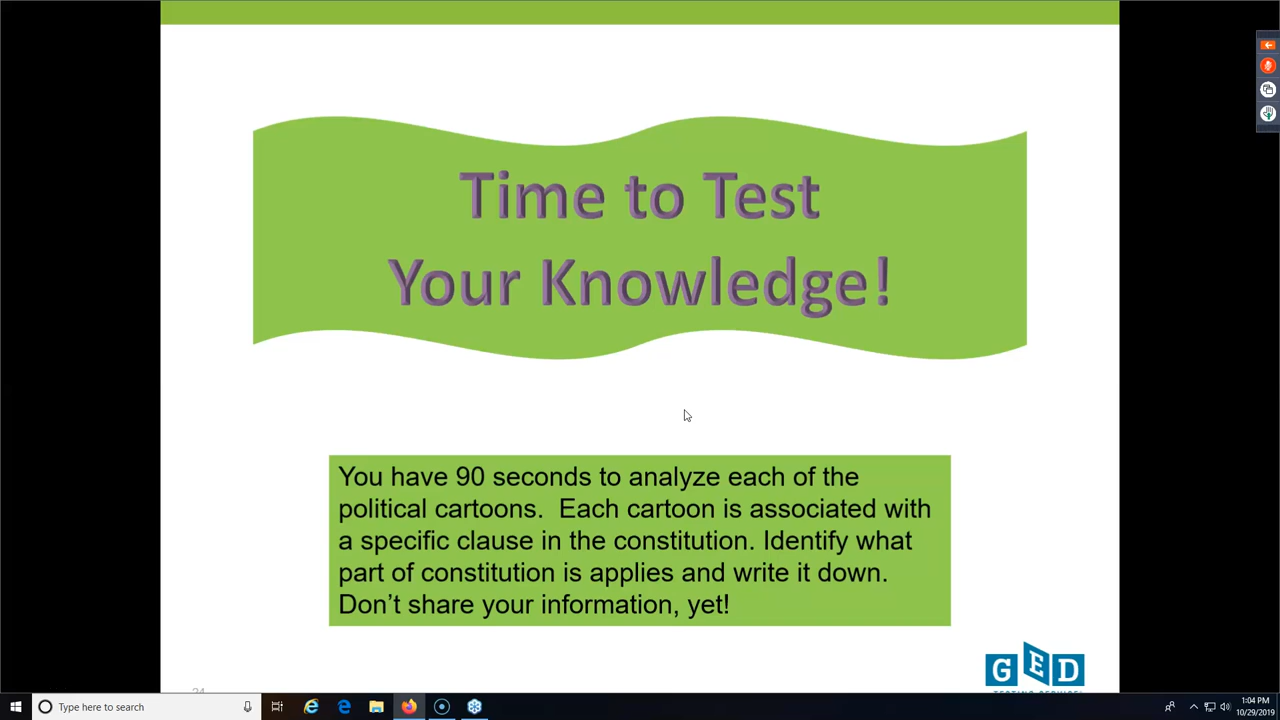 Time to Test
Your Knowledge!
You have 90 seconds to analyze each of the
political cartoons.  Each cartoon is associated with
a specific clause in the constitution. Identify what
part of constitution is applies and write it down.
Don't share your information, yet!
GED
TESTING SERVICE
Type here to search
1:04 PM
10/29/2019